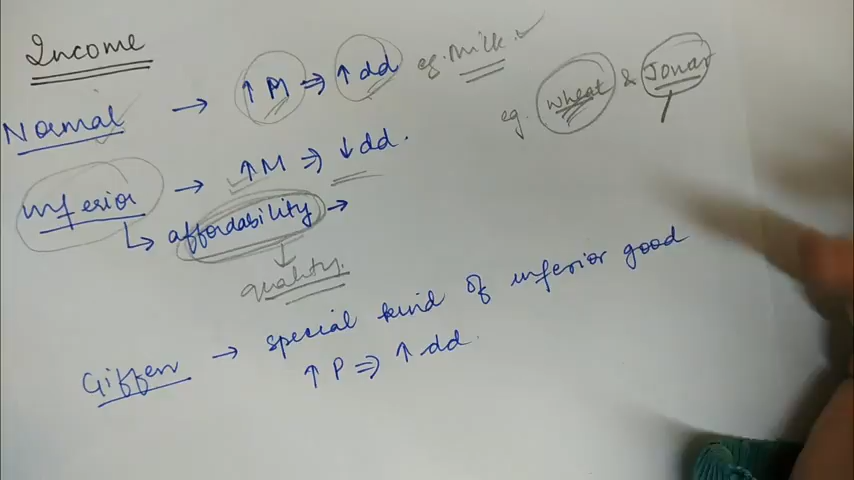 Income
Normal → ↑ M ⇒ ↑ dd eg. Milk
eg. Wheat & Jowar
Inferior → ↑ M ⇒ ↓ dd.
↳ affordability →
↓
quality.
Giffen → special kind of inferior good
↑ P ⇒ ↑ dd.